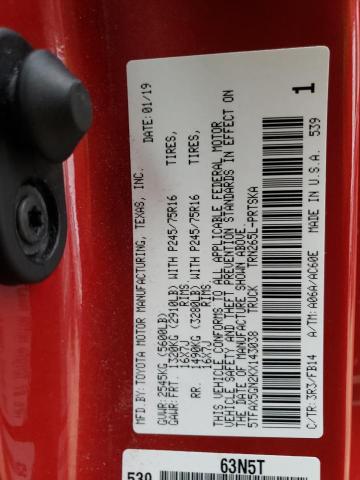 MFD. BY TOYOTA MOTOR MANUFACTURING, TEXAS, INC. DATE: 01/19
GVWR: 2545KG (5600LB)
GAWR: FRT. 1320KG (2910LB) WITH P245/75R16 TIRES,
16X7J RIMS,
RR. 1490KG (3280LB) WITH P245/75R16 TIRES,
16X7J RIMS,
THIS VEHICLE CONFORMS TO ALL APPLICABLE FEDERAL MOTOR
VEHICLE SAFETY AND THEFT PREVENTION STANDARDS IN EFFECT ON
THE DATE OF MANUFACTURE SHOWN ABOVE.
5TFAX5GN2KX143038 TRUCK TRN265L-PRTSKA 1
C/TR: 3R3/FB14 A/TM: A06A/AC60E MADE IN U.S.A. 539
539 63N5T